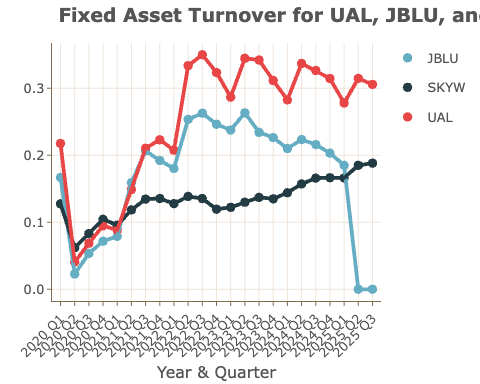 Fixed Asset Turnover for UAL, JBLU, and
JBLU
SKYW
UAL
0.3
0.2
0.1
0.0
2020 Q1
2020 Q2
2020 Q3
2020 Q4
2021 Q1
2021 Q2
2021 Q3
2021 Q4
2022 Q1
2022 Q2
2022 Q3
2022 Q4
2023 Q1
2023 Q2
2023 Q3
2023 Q4
2024 Q1
2024 Q2
2024 Q3
2024 Q4
2025 Q1
2025 Q2
2025 Q3
Year & Quarter